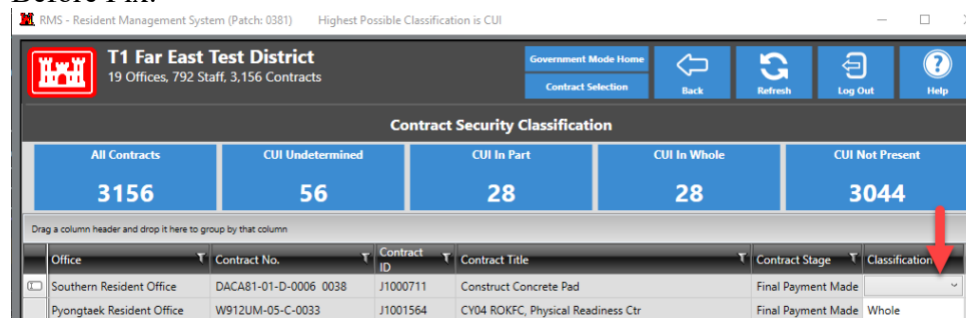 Before Fix:
RMS - Resident Management System (Patch: 0381) Highest Possible Classification is CUI
T1 Far East Test District
19 Offices, 792 Staff, 3,156 Contracts
Government Mode Home
Contract Selection
Back
Refresh
Log Out
Help
Contract Security Classification
All Contracts CUI Undetermined CUI In Part CUI In Whole CUI Not Present
3156 56 28 28 3044
Drag a column header and drop it here to group by that column
Office Contract No. Contract ID Contract Title Contract Stage Classification
Southern Resident Office DACA81-01-D-0006 0038 J1000711 Construct Concrete Pad Final Payment Made
Pyongtaek Resident Office W912UM-05-C-0033 J1001564 CY04 ROKFC, Physical Readiness Ctr Final Payment Made Whole